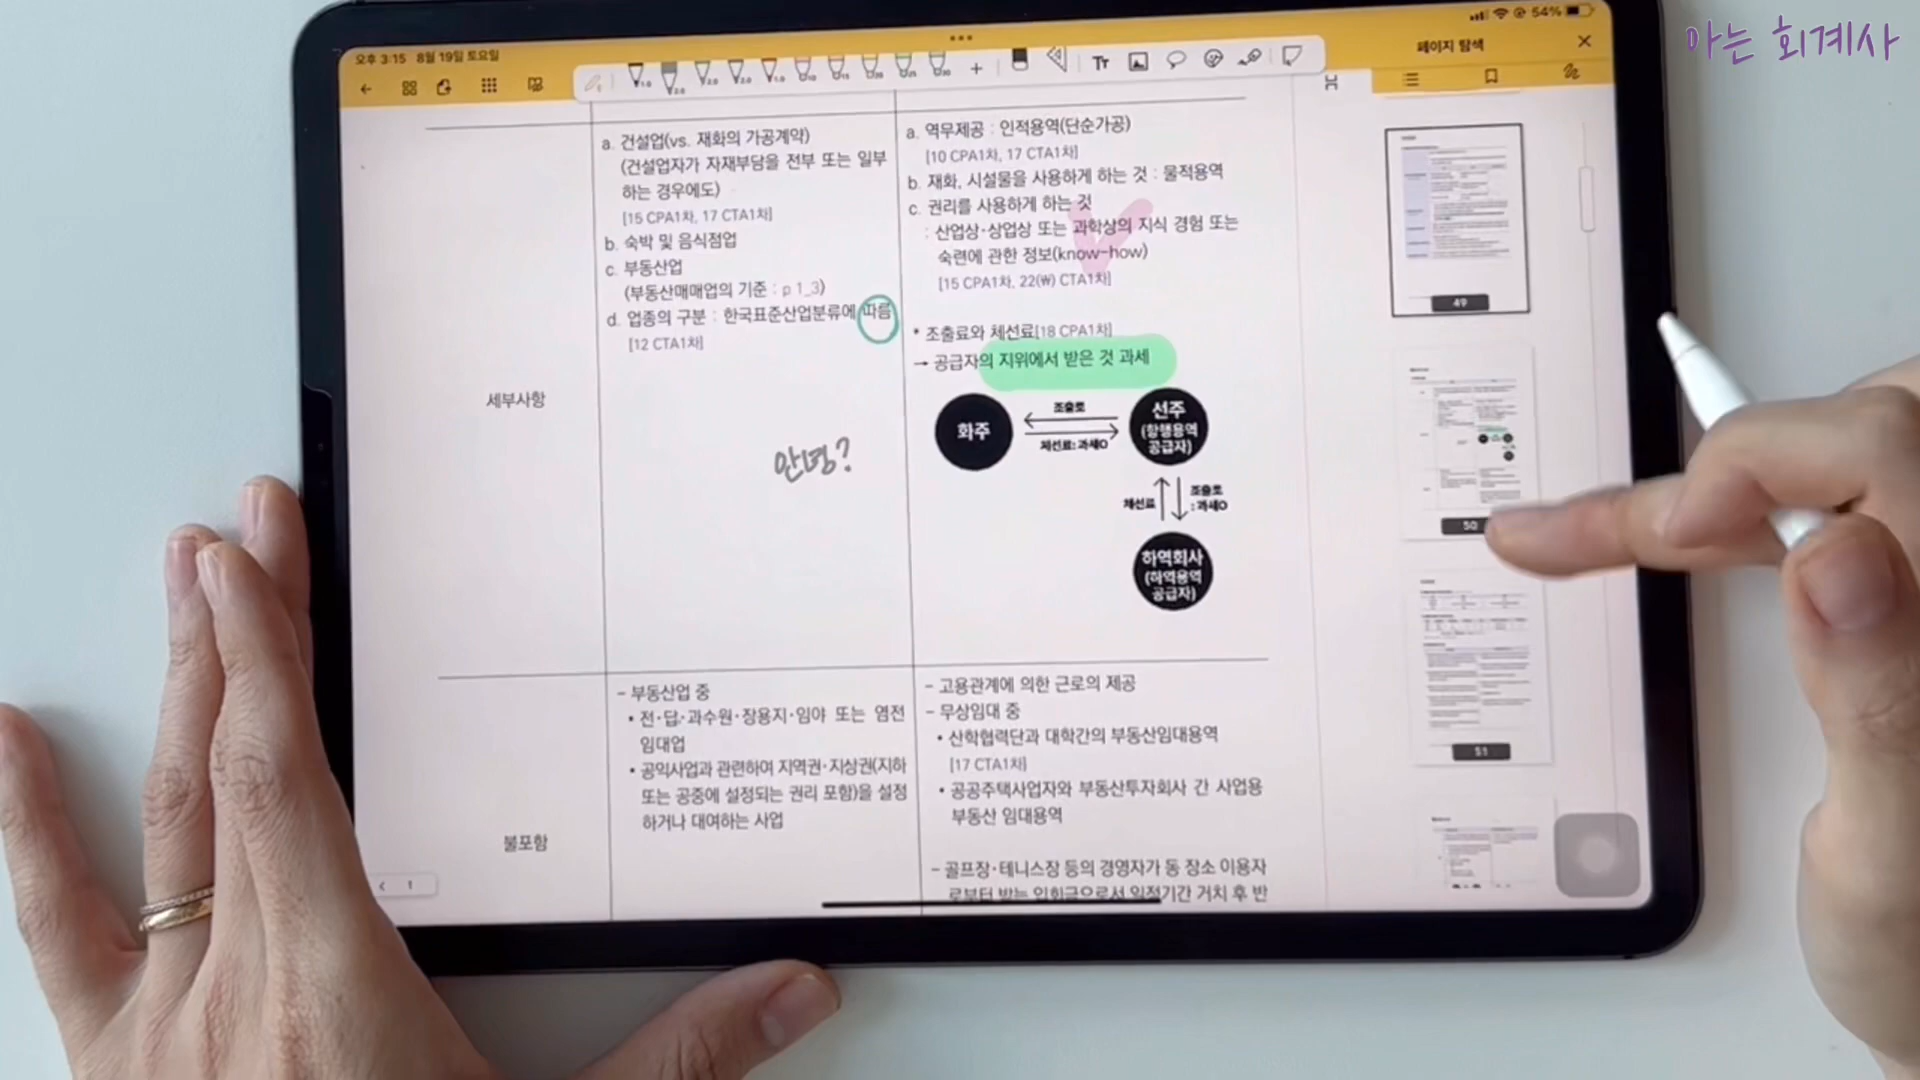 아는 회계사
오후 3:15 8월 19일 토요일
54%
페이지 탐색
Tr
a. 건설업(vs. 재화의 가공계약)
(건설업자가 자재부담을 전부 또는 일부
하는 경우에도)
[15 CPA1차, 17 CTA1차]
b. 숙박 및 음식점업
c. 부동산업
(부동산매매업의 기준 : p 1_3)
d. 업종의 구분 : 한국표준산업분류에 따름
[12 CTA1차]
안녕?
세부사항
a. 역무제공 : 인적용역(단순가공)
[10 CPA1차, 17 CTA1차]
b. 재화, 시설물을 사용하게 하는 것 : 물적용역
c. 권리를 사용하게 하는 것
: 산업상·상업상 또는 과학상의 지식 경험 또는
숙련에 관한 정보(know-how)
[15 CPA1차, 22(₩) CTA1차]
* 조출료와 체선료[18 CPA1차]
→ 공급자의 지위에서 받은 것 과세
화주
조출료
체선료: 과세O
선주
(항행용역
공급자)
체선료
조출료
: 과세O
하역회사
(하역용역
공급자)
불포함
- 부동산업 중
• 전·답·과수원·장용지·임야 또는 염전
임대업
• 공익사업과 관련하여 지역권·지상권(지하
또는 공중에 설정되는 권리 포함)을 설정
하거나 대여하는 사업
- 고용관계에 의한 근로의 제공
- 무상임대 중
• 산학협력단과 대학간의 부동산임대용역
[17 CTA1차]
• 공공주택사업자와 부동산투자회사 간 사업용
부동산 임대용역
- 골프장·테니스장 등의 경영자가 동 장소 이용자
로부터 받는 입회금으로서 일정기간 거치 후 반
1
49
50
51